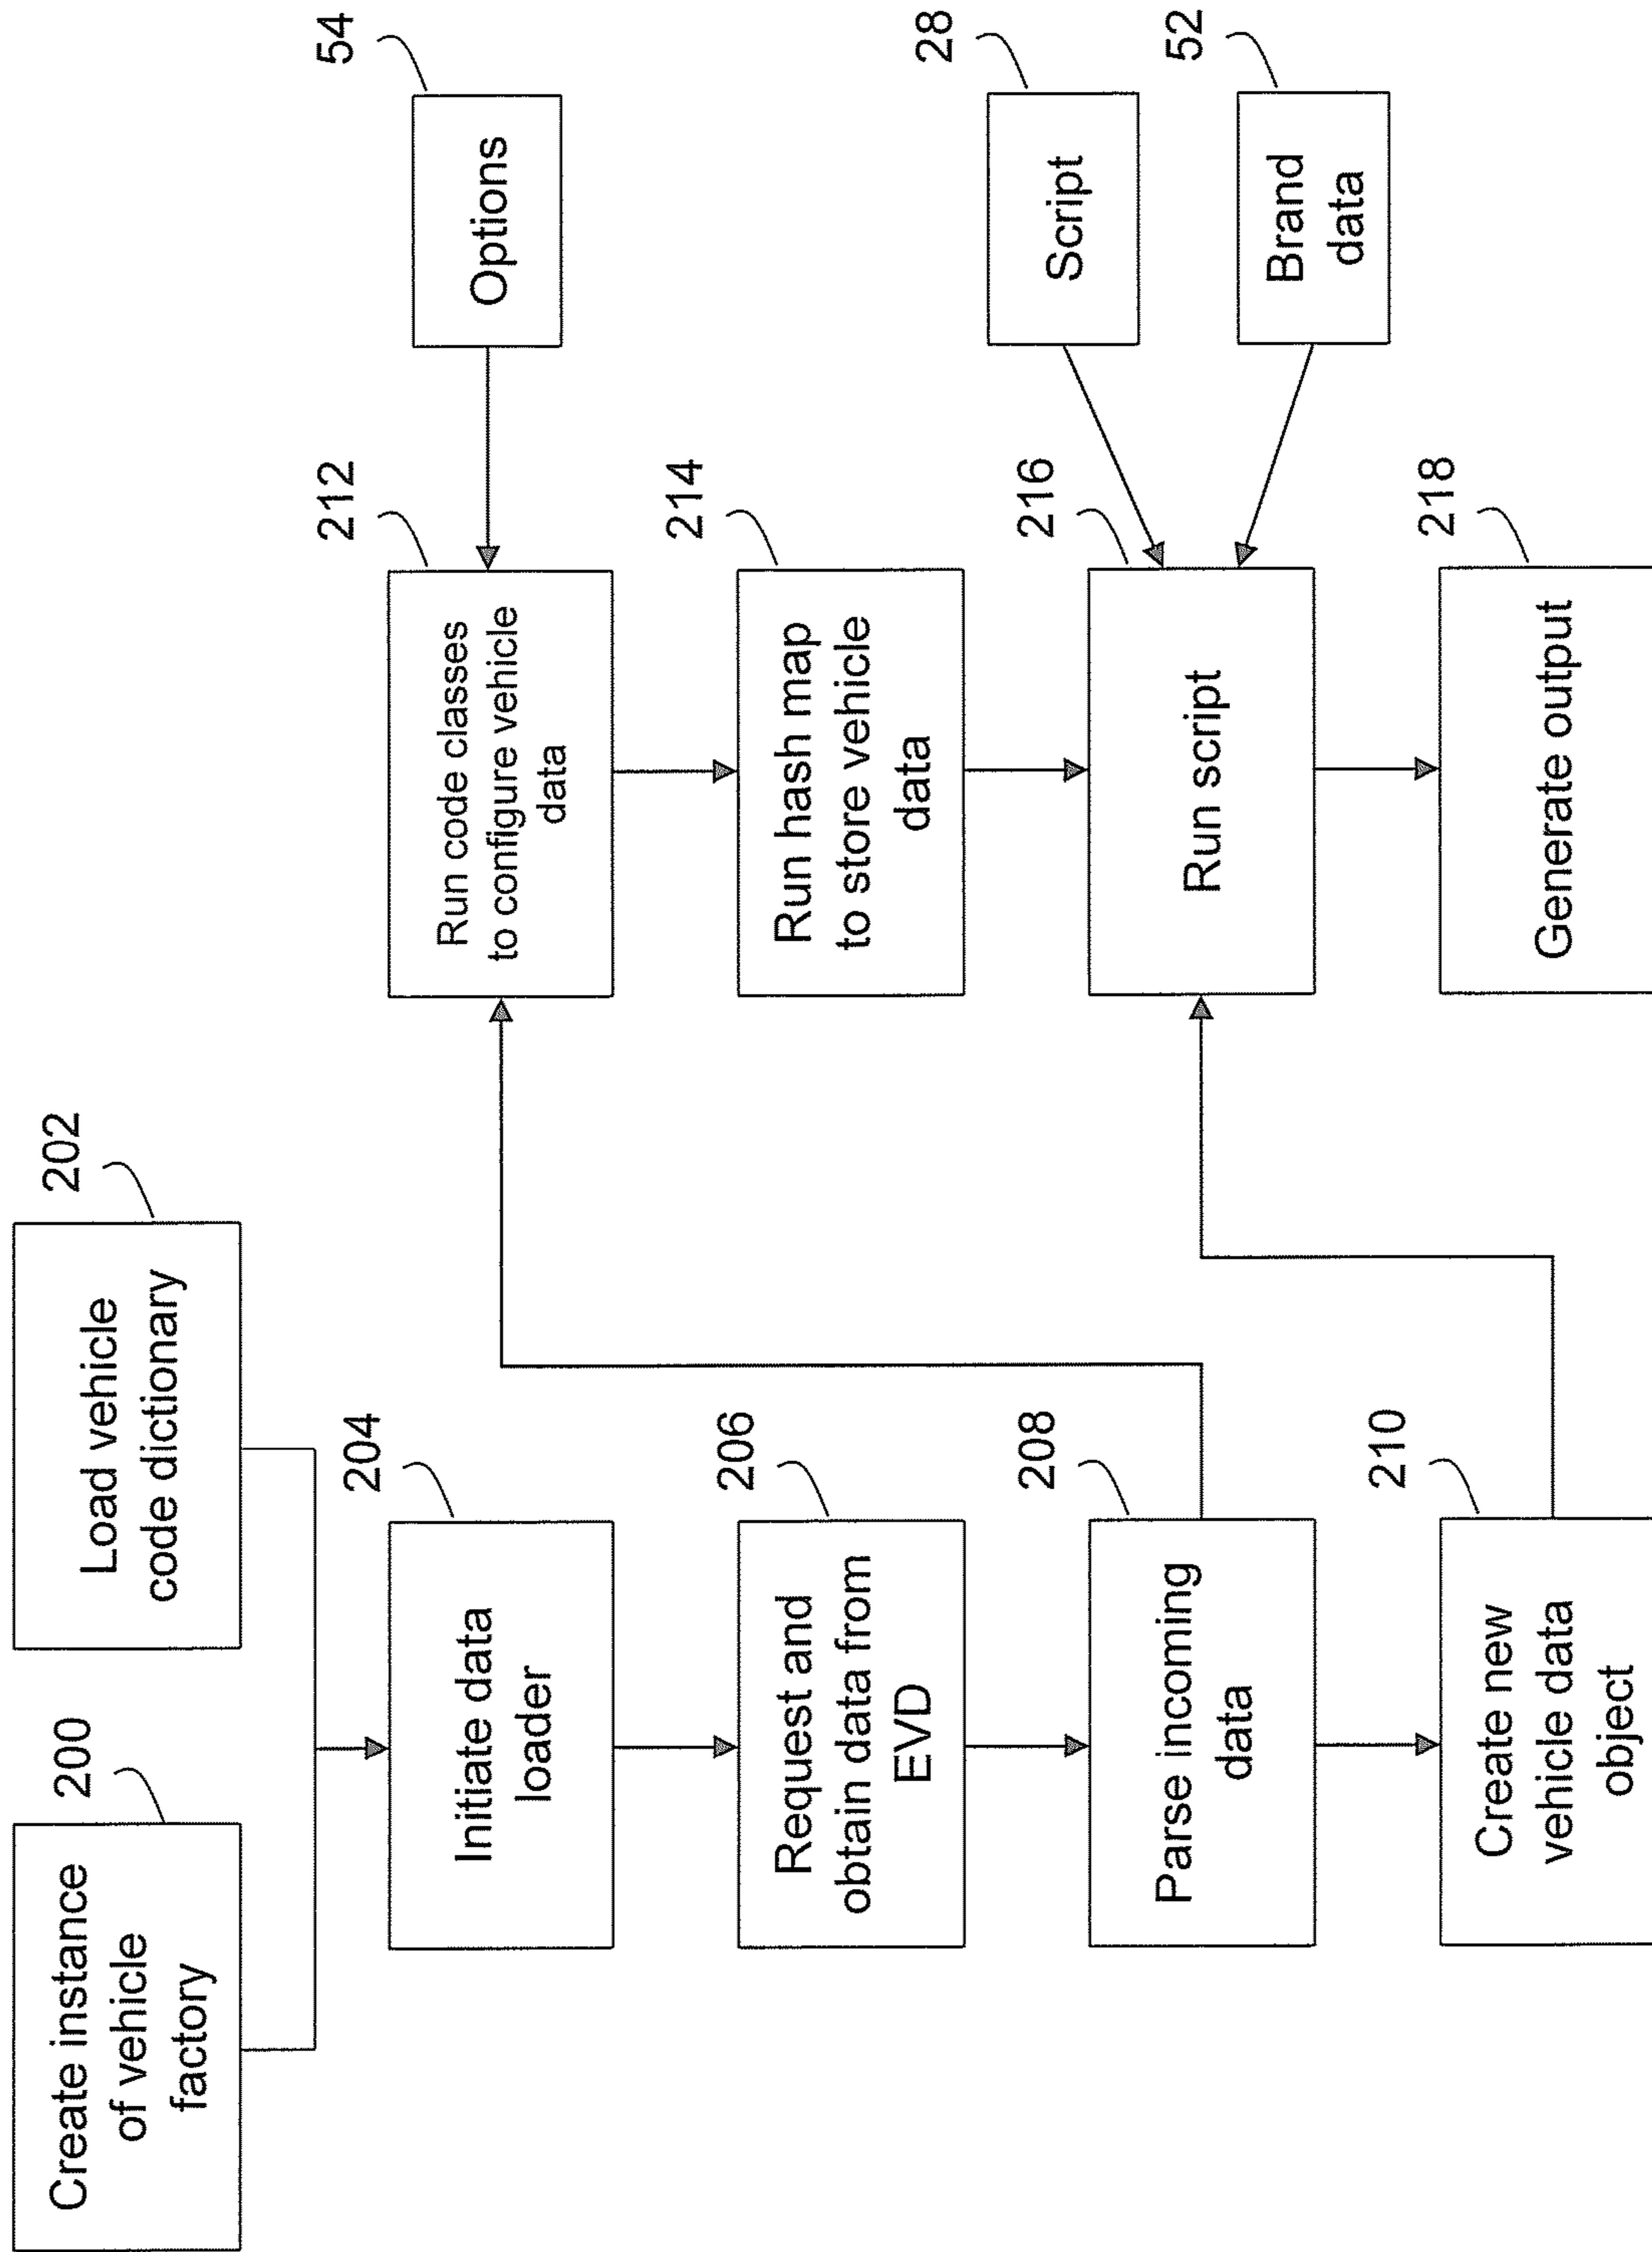 200
Create instance
of vehicle
factory
202
Load vehicle
code dictionary
204
Initiate data
loader
206
Request and
obtain data from
EVD
208
Parse incoming
data
210
Create new
vehicle data
object
212
Run code classes
to configure vehicle
data
214
Run hash map
to store vehicle
data
216
Run script
218
Generate output
54
Options
28
Script
52
Brand
data